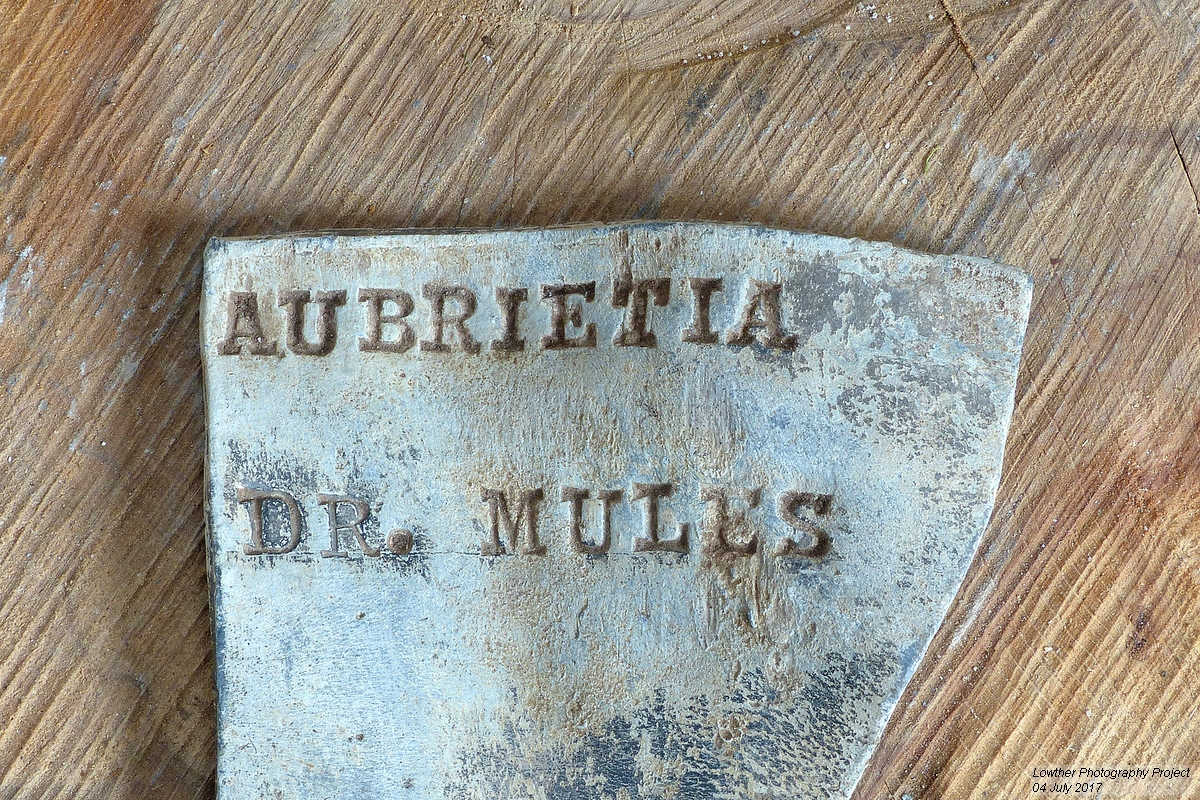 AUBRIETIA
DR. MULES
Lowther Photography Project
04 July 2017